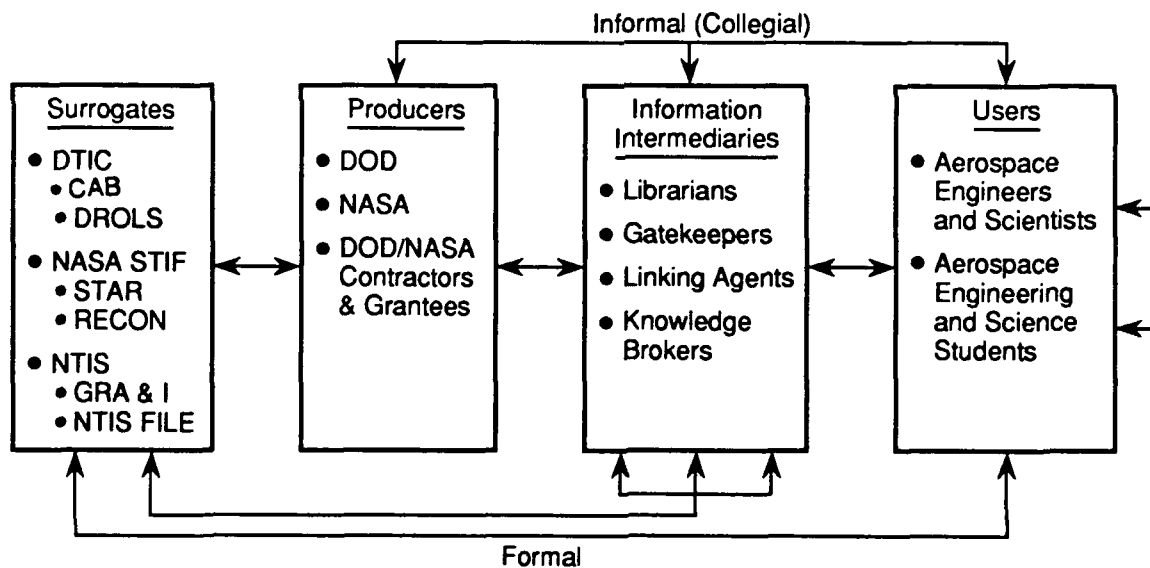 Informal (Collegial)
Surrogates
● DTIC
● CAB
● DROLS
● NASA STIF
● STAR
● RECON
● NTIS
● GRA & I
● NTIS FILE
Producers
● DOD
● NASA
● DOD/NASA
Contractors
& Grantees
Information
Intermediaries
● Librarians
● Gatekeepers
● Linking Agents
● Knowledge
Brokers
Users
● Aerospace
Engineers
and Scientists
● Aerospace
Engineering
and Science
Students
Formal